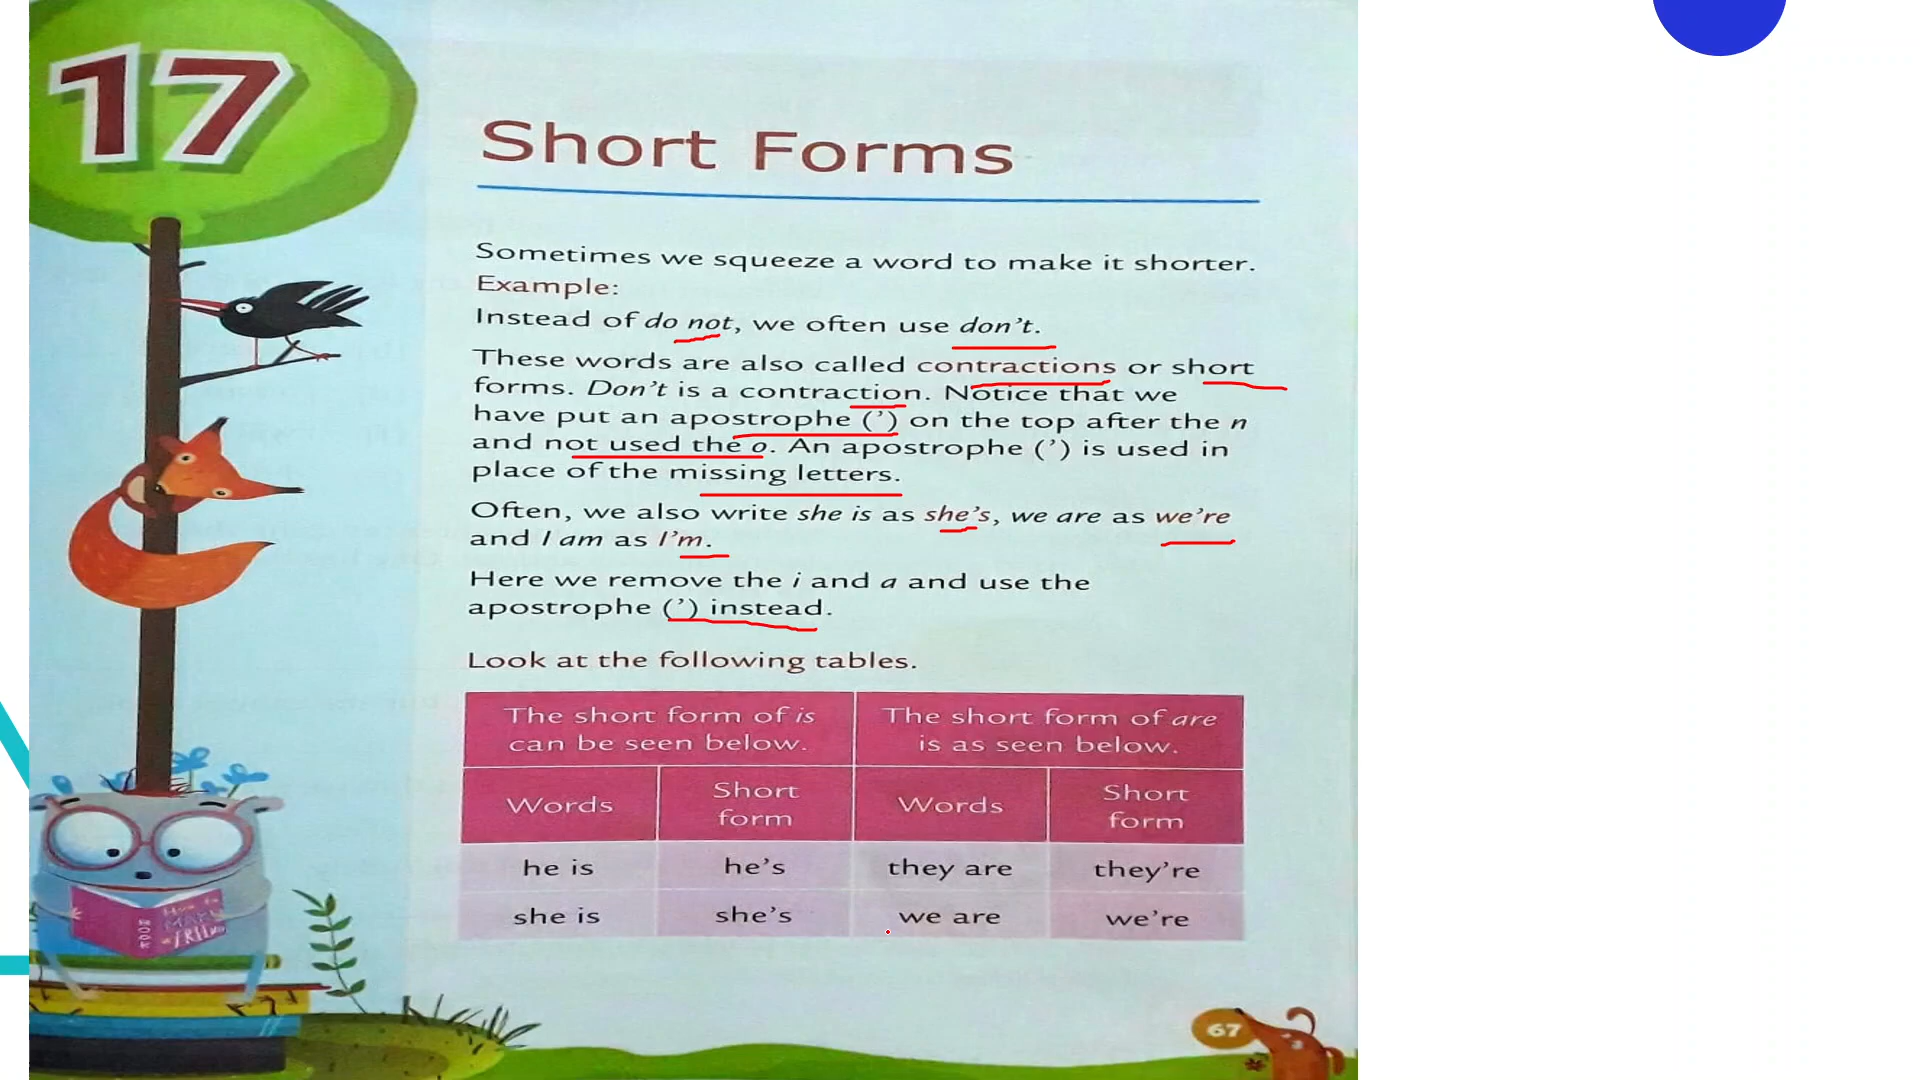 17
Short Forms
Sometimes we squeeze a word to make it shorter.
Example:
Instead of do not, we often use don't.
These words are also called contractions or short
forms. Don't is a contraction. Notice that we
have put an apostrophe (’) on the top after the n
and not used the o. An apostrophe (’) is used in
place of the missing letters.
Often, we also write she is as she’s, we are as we’re
and I am as I’m.
Here we remove the i and a and use the
apostrophe (’) instead.
Look at the following tables.
The short form of is can be seen below. The short form of are is as seen below.
Words Short form Words Short form
he is he’s they are they’re
she is she’s we are we’re
BOOK
How to
MAKE
67